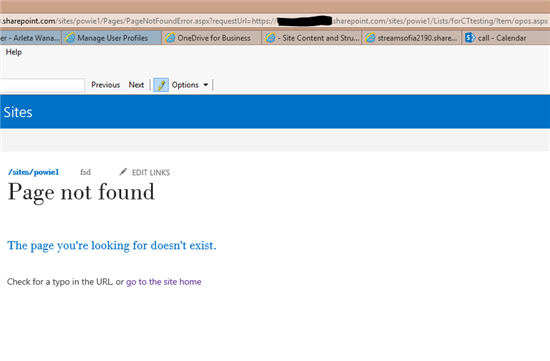 .sharepoint.com/sites/powie1/Pages/PageNotFoundError.aspx?requestUrl=https:// sharepoint.com/sites/powie1/Lists/forCTtesting/Item/opos.aspx
er - Arleta Wana... Manage User Profiles OneDrive for Business - Site Content and Stru... streamsofia2190.share... call - Calendar
Help
Previous Next Options
Sites
/sites/powie1 fsd EDIT LINKS
Page not found
The page you're looking for doesn't exist.
Check for a typo in the URL, or go to the site home